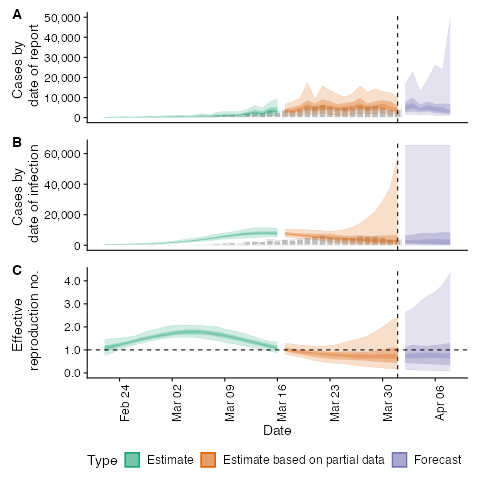 A
Cases by
date of report
50,000
40,000
30,000
20,000
10,000
0
B
Cases by
date of infection
60,000
40,000
20,000
0
C
Effective
reproduction no.
4.0
3.0
2.0
1.0
0.0
Feb 24
Mar 02
Mar 09
Mar 16
Mar 23
Mar 30
Apr 06
Date
Type Estimate Estimate based on partial data Forecast